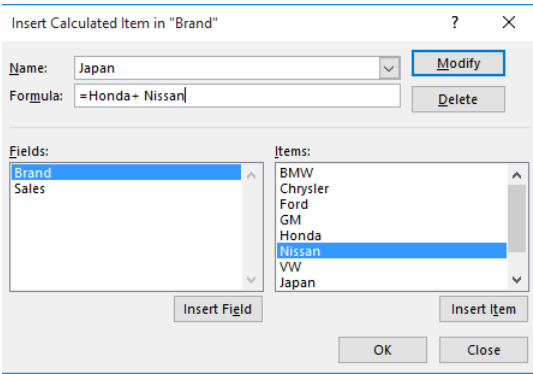 Insert Calculated Item in "Brand" ? ×
Name: Japan Modify
Formula: =Honda+ Nissan Delete
Fields: Items:
Brand BMW
Sales Chrysler
Ford
GM
Honda
Nissan
VW
Japan
Insert Field Insert Item
OK Close